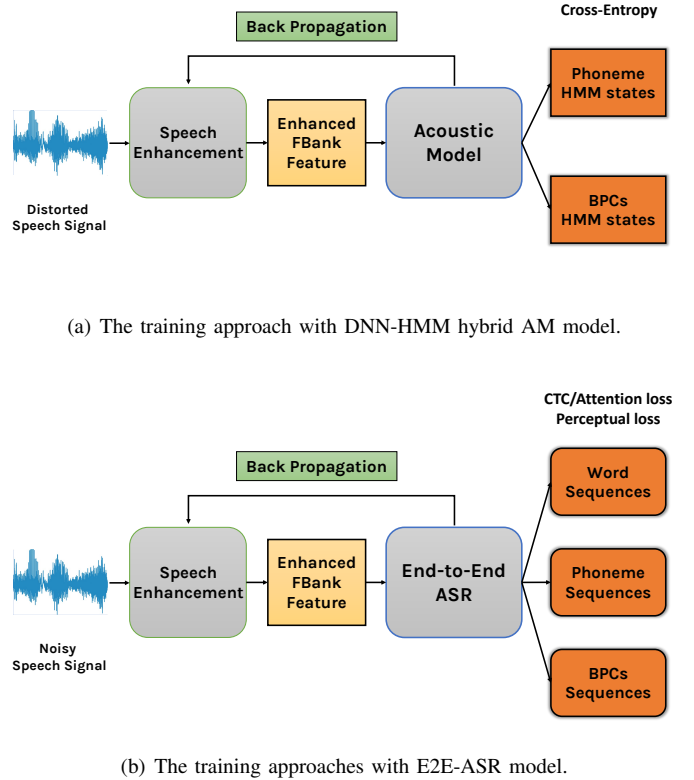 Cross-Entropy
Back Propagation
Phoneme
HMM states
Speech
Enhancement
Enhanced
FBank
Feature
Acoustic
Model
BPCs
HMM states
Distorted
Speech Signal
(a) The training approach with DNN-HMM hybrid AM model.
CTC/Attention loss
Perceptual loss
Back Propagation
Word
Sequences
Speech
Enhancement
Enhanced
FBank
Feature
End-to-End
ASR
Phoneme
Sequences
Noisy
Speech Signal
BPCs
Sequences
(b) The training approaches with E2E-ASR model.